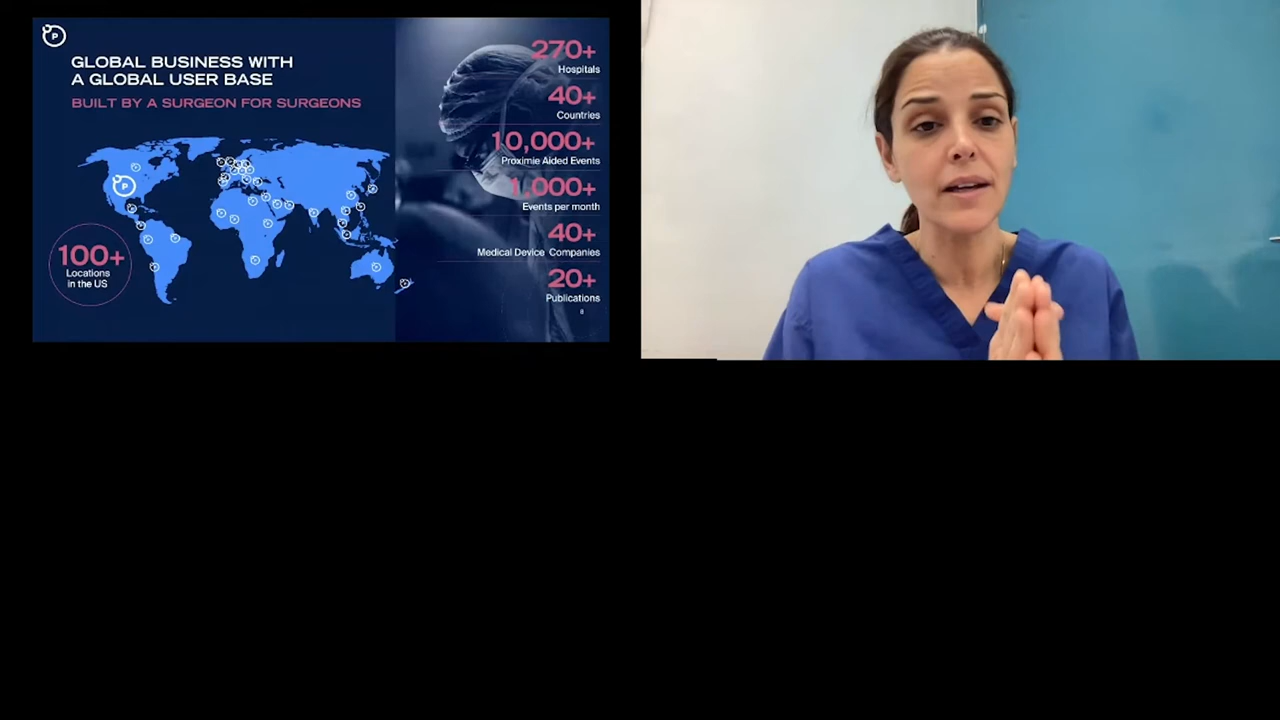 P
GLOBAL BUSINESS WITH
A GLOBAL USER BASE
BUILT BY A SURGEON FOR SURGEONS
P
100+
Locations
in the US
270+
Hospitals
40+
Countries
10,000+
Proximie Aided Events
1,000+
Events per month
40+
Medical Device Companies
20+
Publications
8